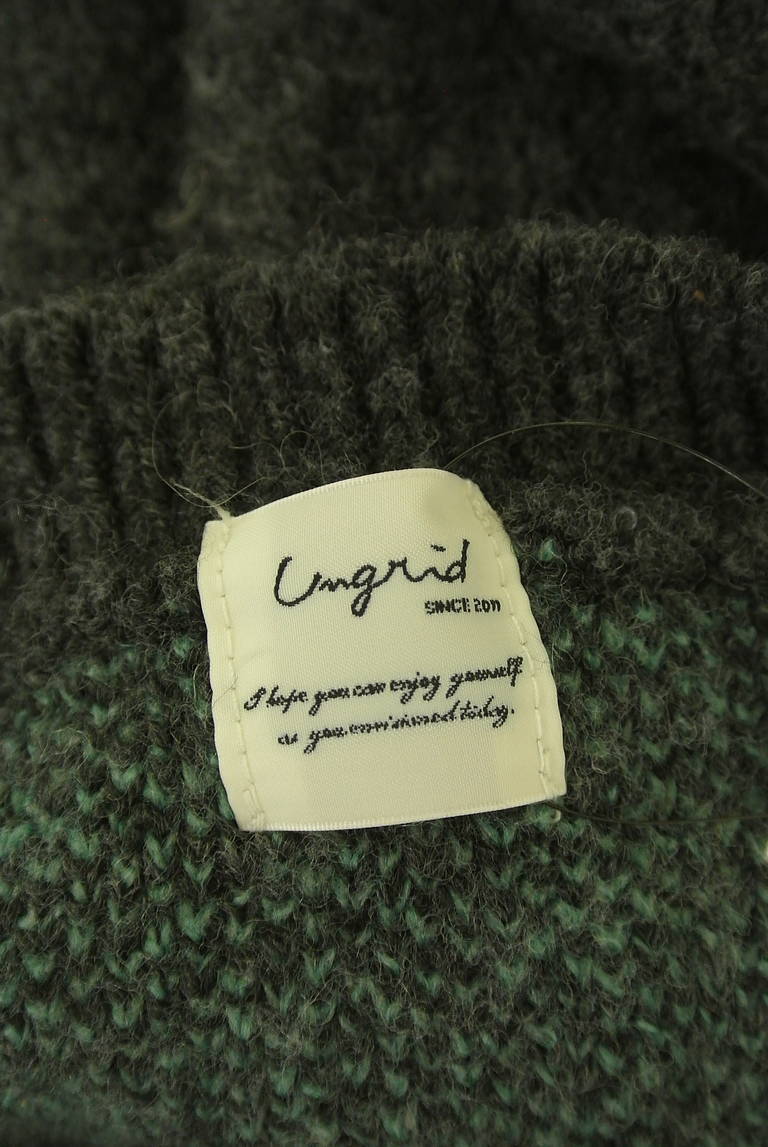 Ungrid
SINCE 2011
I hope you can enjoy yourself
as you envisioned today.